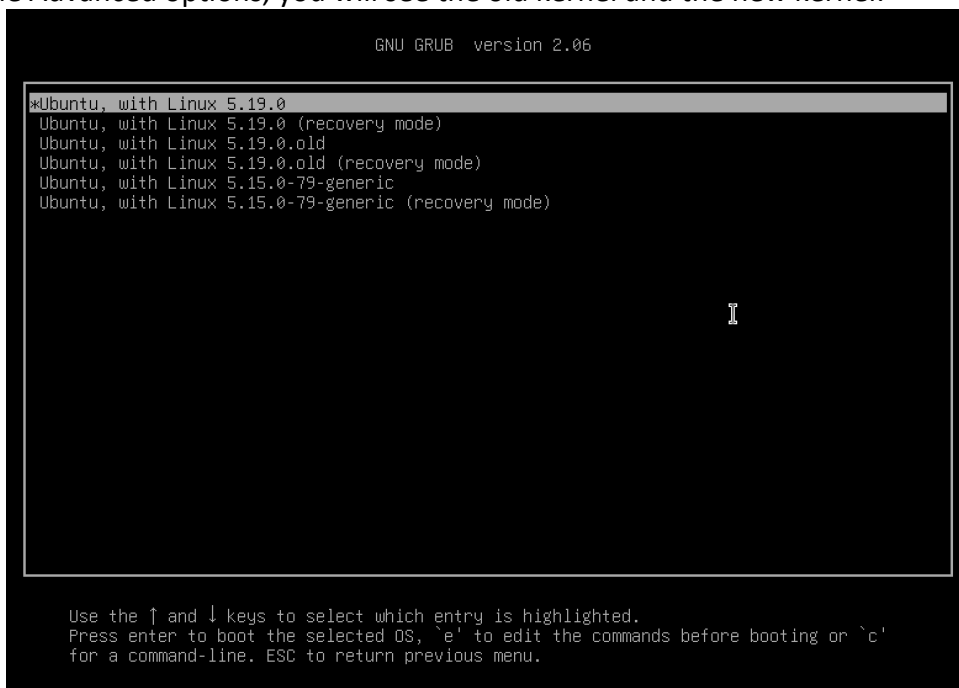 Advanced options, you will see the old kernel and the new kernel.
GNU GRUB version 2.06
*Ubuntu, with Linux 5.19.0
Ubuntu, with Linux 5.19.0 (recovery mode)
Ubuntu, with Linux 5.19.0.old
Ubuntu, with Linux 5.19.0.old (recovery mode)
Ubuntu, with Linux 5.15.0-79-generic
Ubuntu, with Linux 5.15.0-79-generic (recovery mode)
Use the ↑ and ↓ keys to select which entry is highlighted.
Press enter to boot the selected OS, `e' to edit the commands before booting or `c'
for a command-line. ESC to return previous menu.